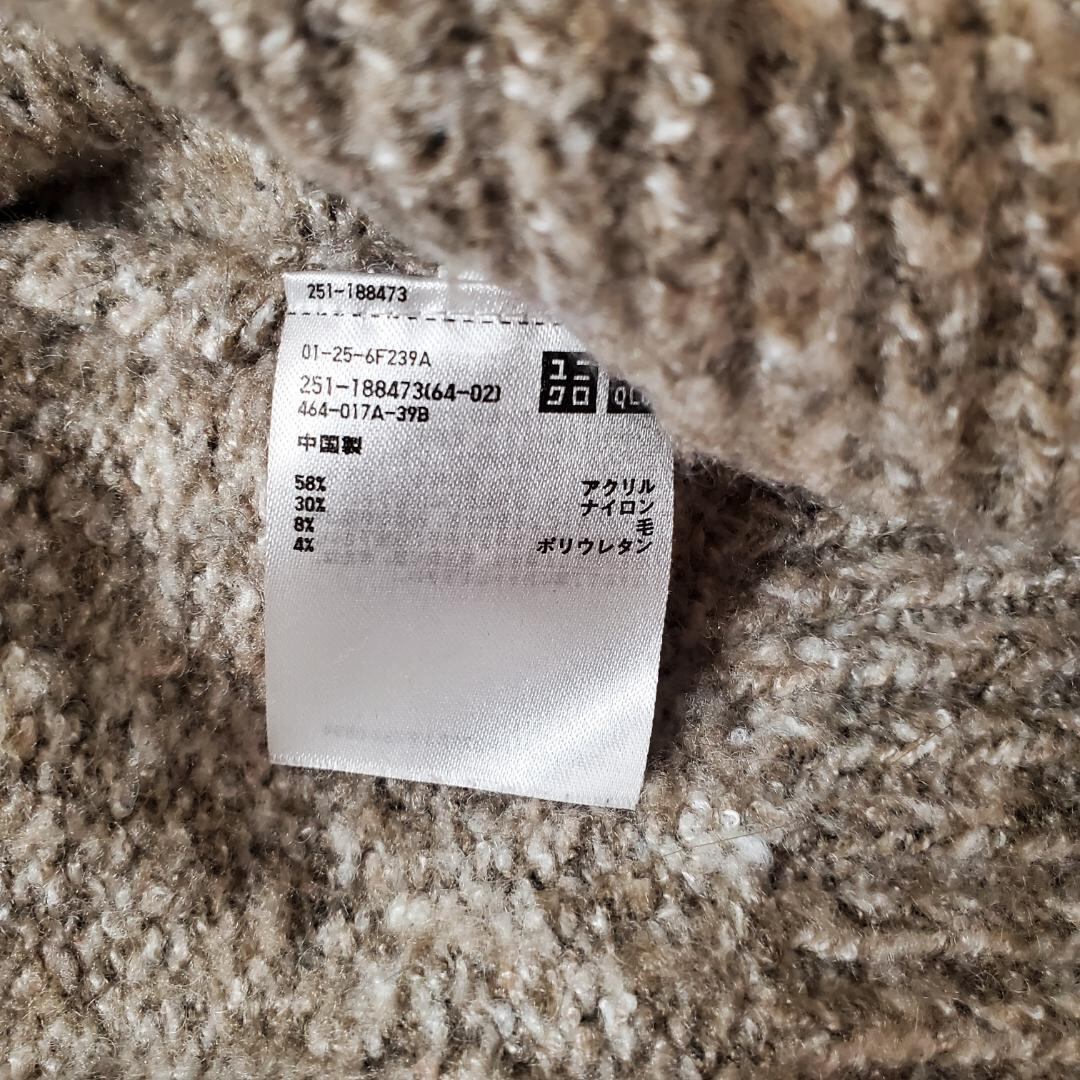 251-188473
01-25-6F239A
251-188473(64-02)
464-017A-39B
中国製
ユニ
クロ
58% アクリル
30% ナイロン
8% 毛
4% ポリウレタン